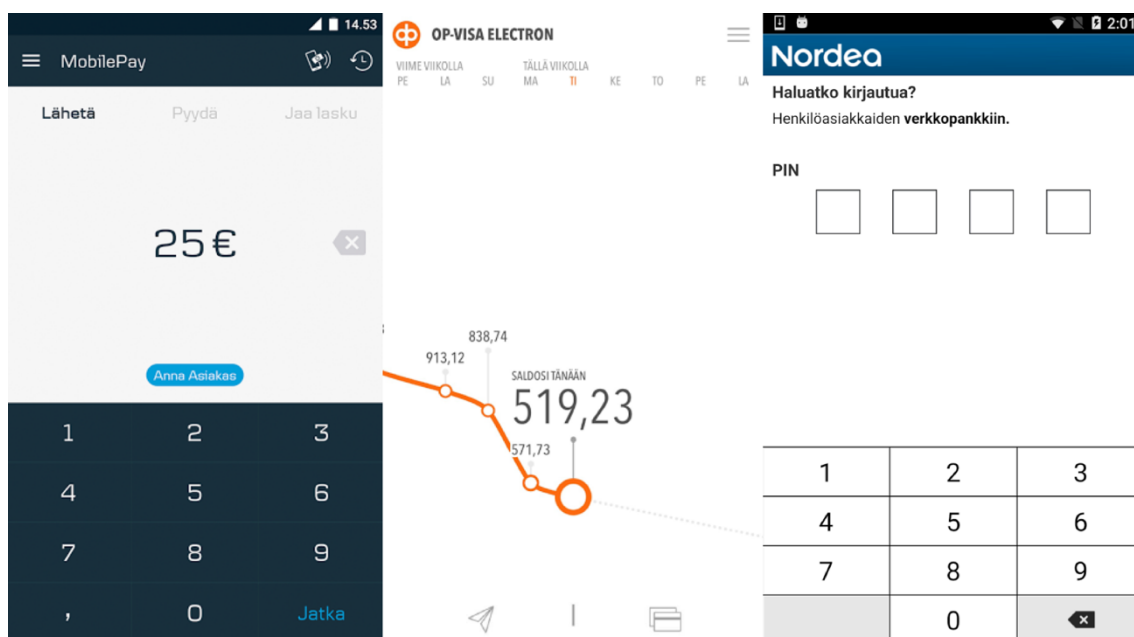 14.53
MobilePay
Lähetä Pyydä Jaa lasku
25€
Anna Asiakas
1 2 3
4 5 6
7 8 9
, 0 Jatka
OP-VISA ELECTRON
VIIME VIIKOLLA TÄLLÄ VIIKOLLA
PE LA SU MA TI KE TO PE LA
838,74
913,12
SALDOSI TÄNÄÄN
519,23
571,73
2:01
Nordea
Haluatko kirjautua?
Henkilöasiakkaiden verkkopankkiin.
PIN
1 2 3
4 5 6
7 8 9
0